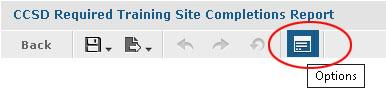 CCSD Required Training Site Completions Report
Back
Options